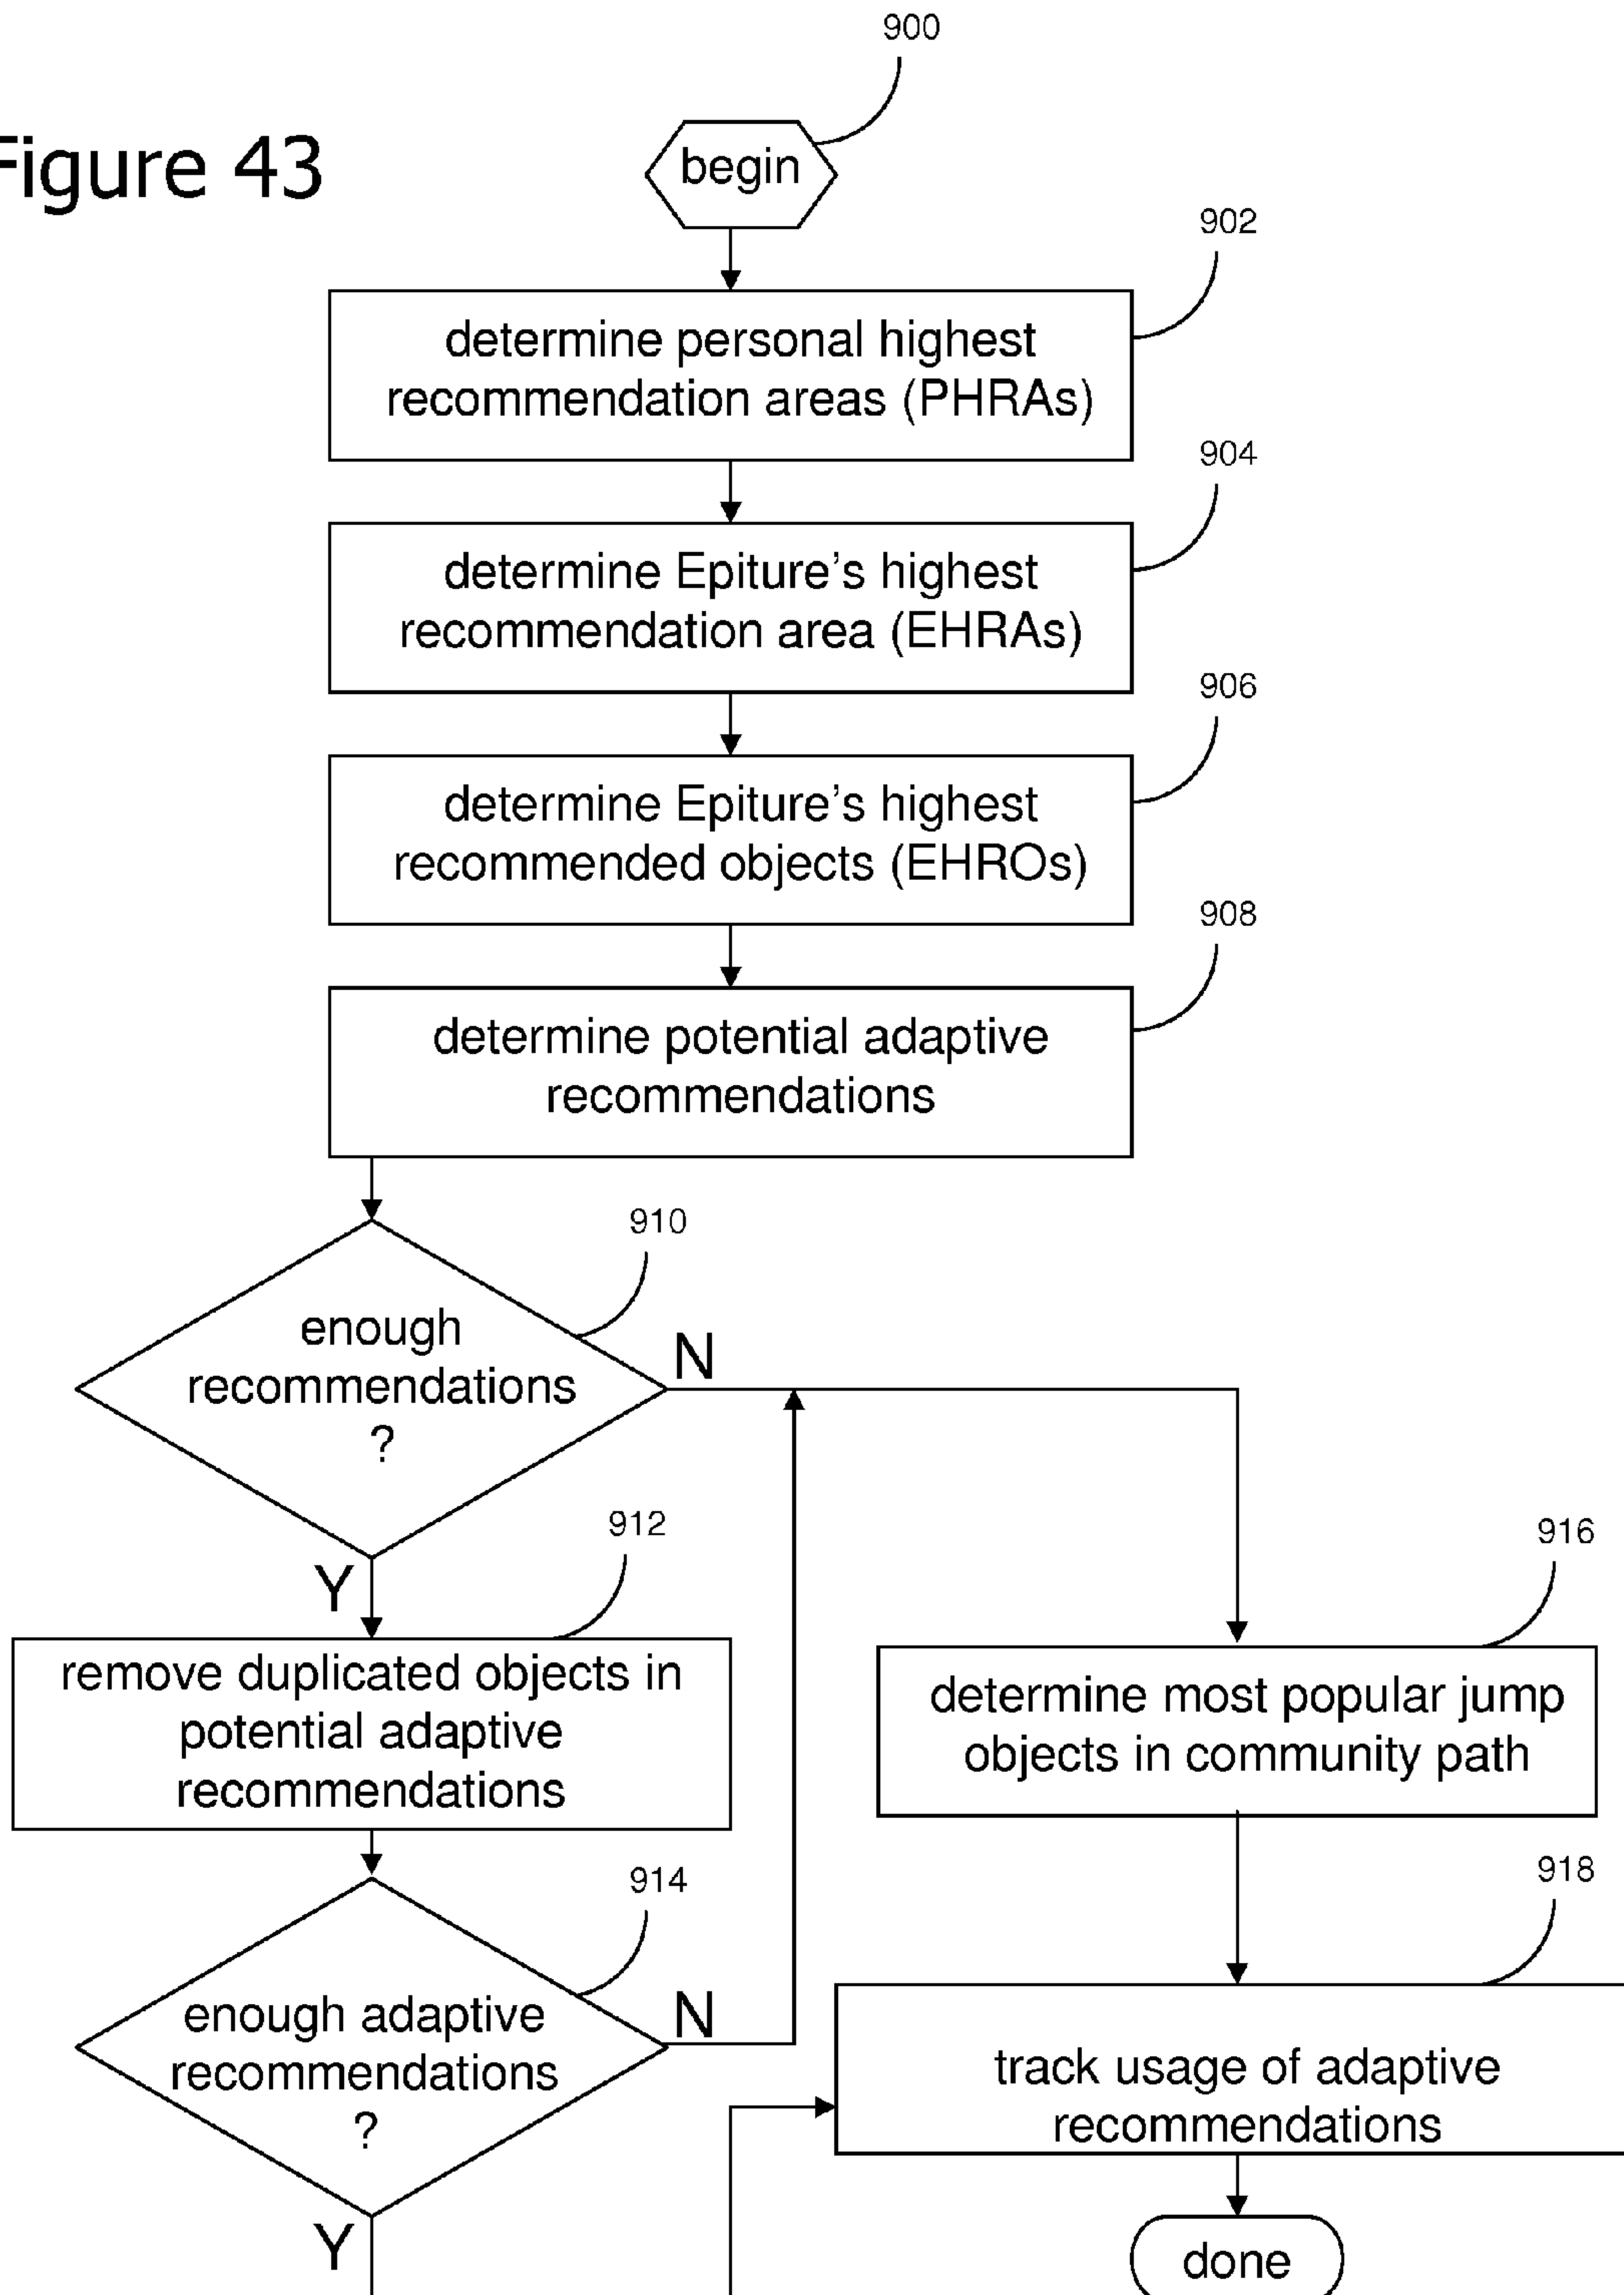 900
Figure 43
begin
902
determine personal highest
recommendation areas (PHRAs)
904
determine Epiture's highest
recommendation area (EHRAs)
906
determine Epiture's highest
recommended objects (EHROs)
908
determine potential adaptive
recommendations
910
enough
recommendations
?
N
Y
912
remove duplicated objects in
potential adaptive
recommendations
916
determine most popular jump
objects in community path
914
enough adaptive
recommendations
?
N
Y
918
track usage of adaptive
recommendations
done